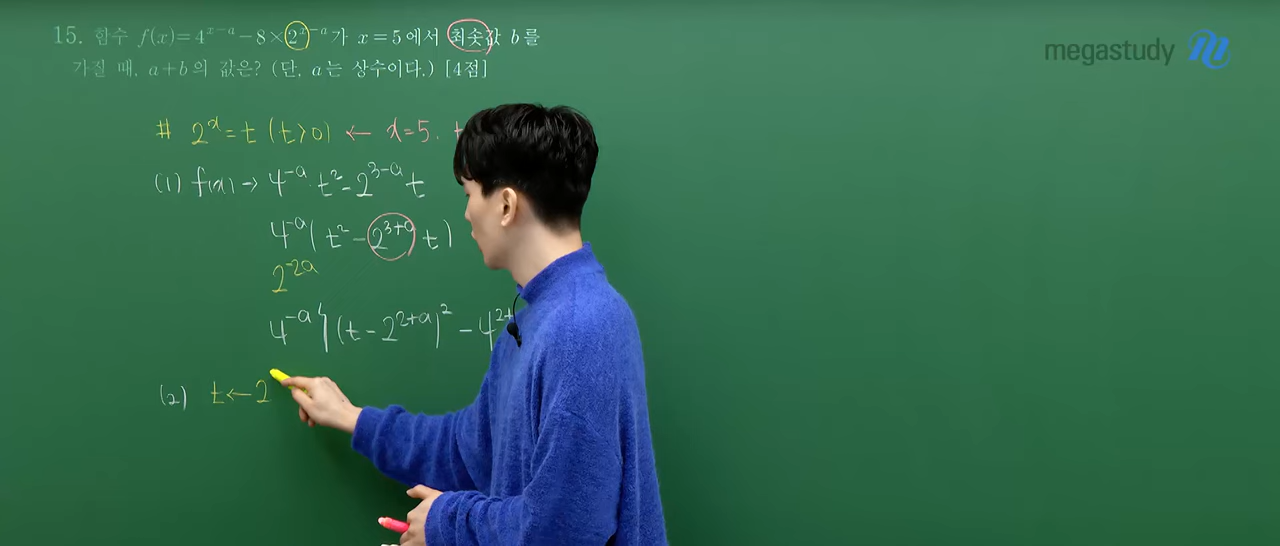 15. 함수 f(x)=4^{x-a}-8×2^{x-a}가 x=5에서 최솟값 b를
가질 때, a+b의 값은? (단, a는 상수이다.) [4점]
megastudy
# 2^x=t (t>0) ← x=5.
(1) f(x) → 4^{-a}·t^2-2^{3-a}t
4^{-a}(t^2-2^{3+a}t)
2^{-2a}
4^{-a}{(t-2^{2+a})^2-4^{2+
(2) t←2